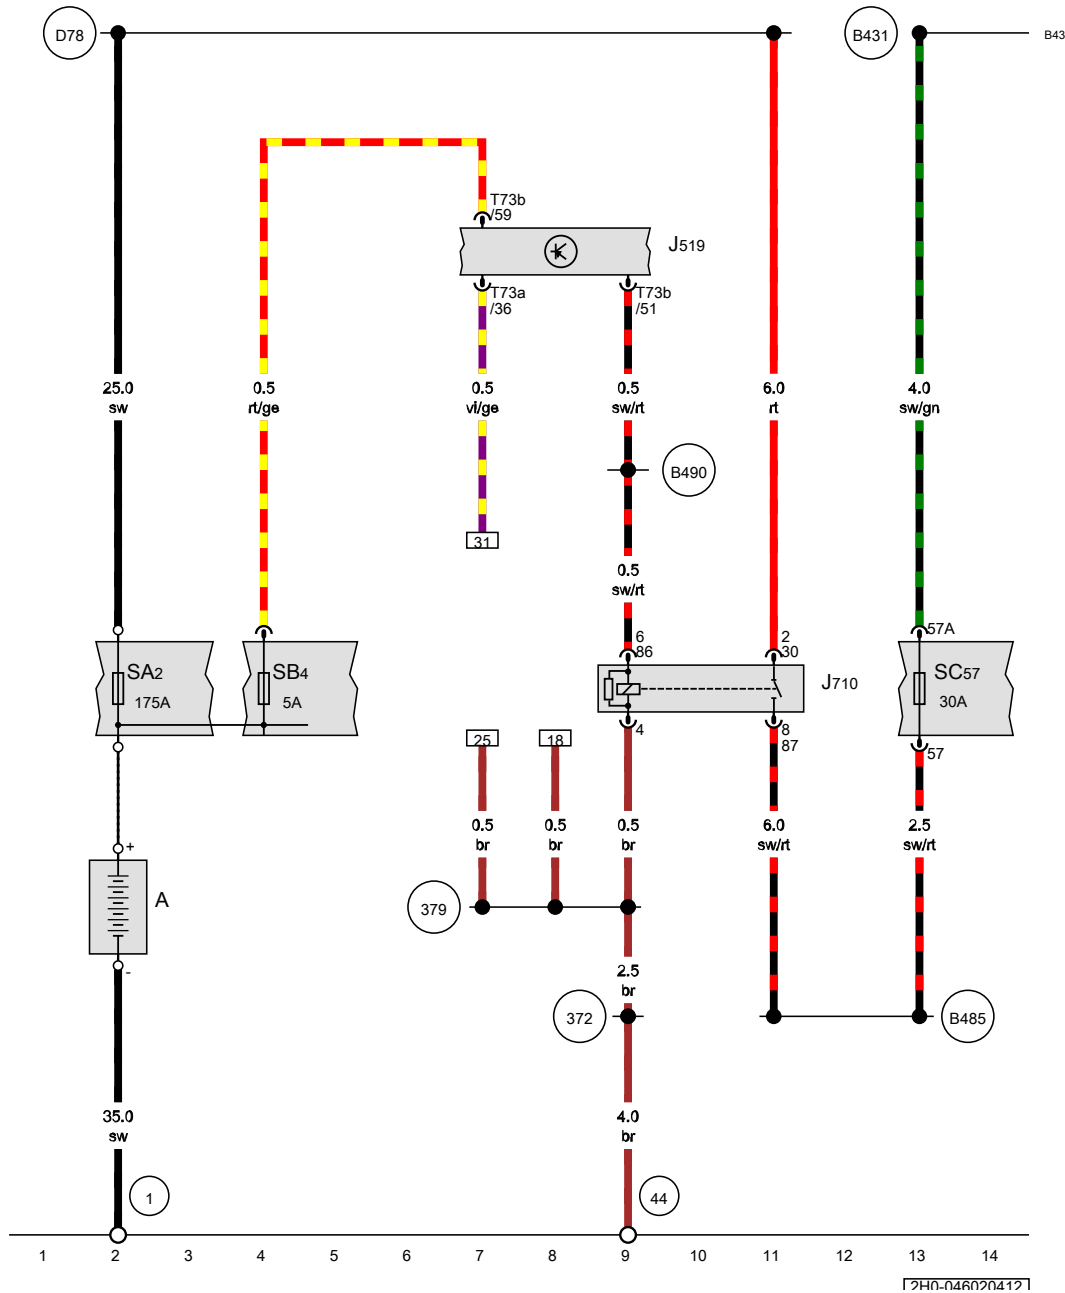 D78
B431
B43
T73b
/59
J519
T73a
/36
T73b
/51
25.0
sw
0.5
rt/ge
0.5
vi/ge
0.5
sw/rt
6.0
rt
4.0
sw/gn
B490
31
0.5
sw/rt
6
86
2
30
57A
SA2
175A
SB4
5A
J710
SC57
30A
25
18
4
8
87
57
0.5
br
0.5
br
0.5
br
6.0
sw/rt
2.5
sw/rt
+
A
379
-
2.5
br
372
B485
35.0
sw
4.0
br
1
44
1 2 3 4 5 6 7 8 9 10 11 12 13 14
2H0-046020412